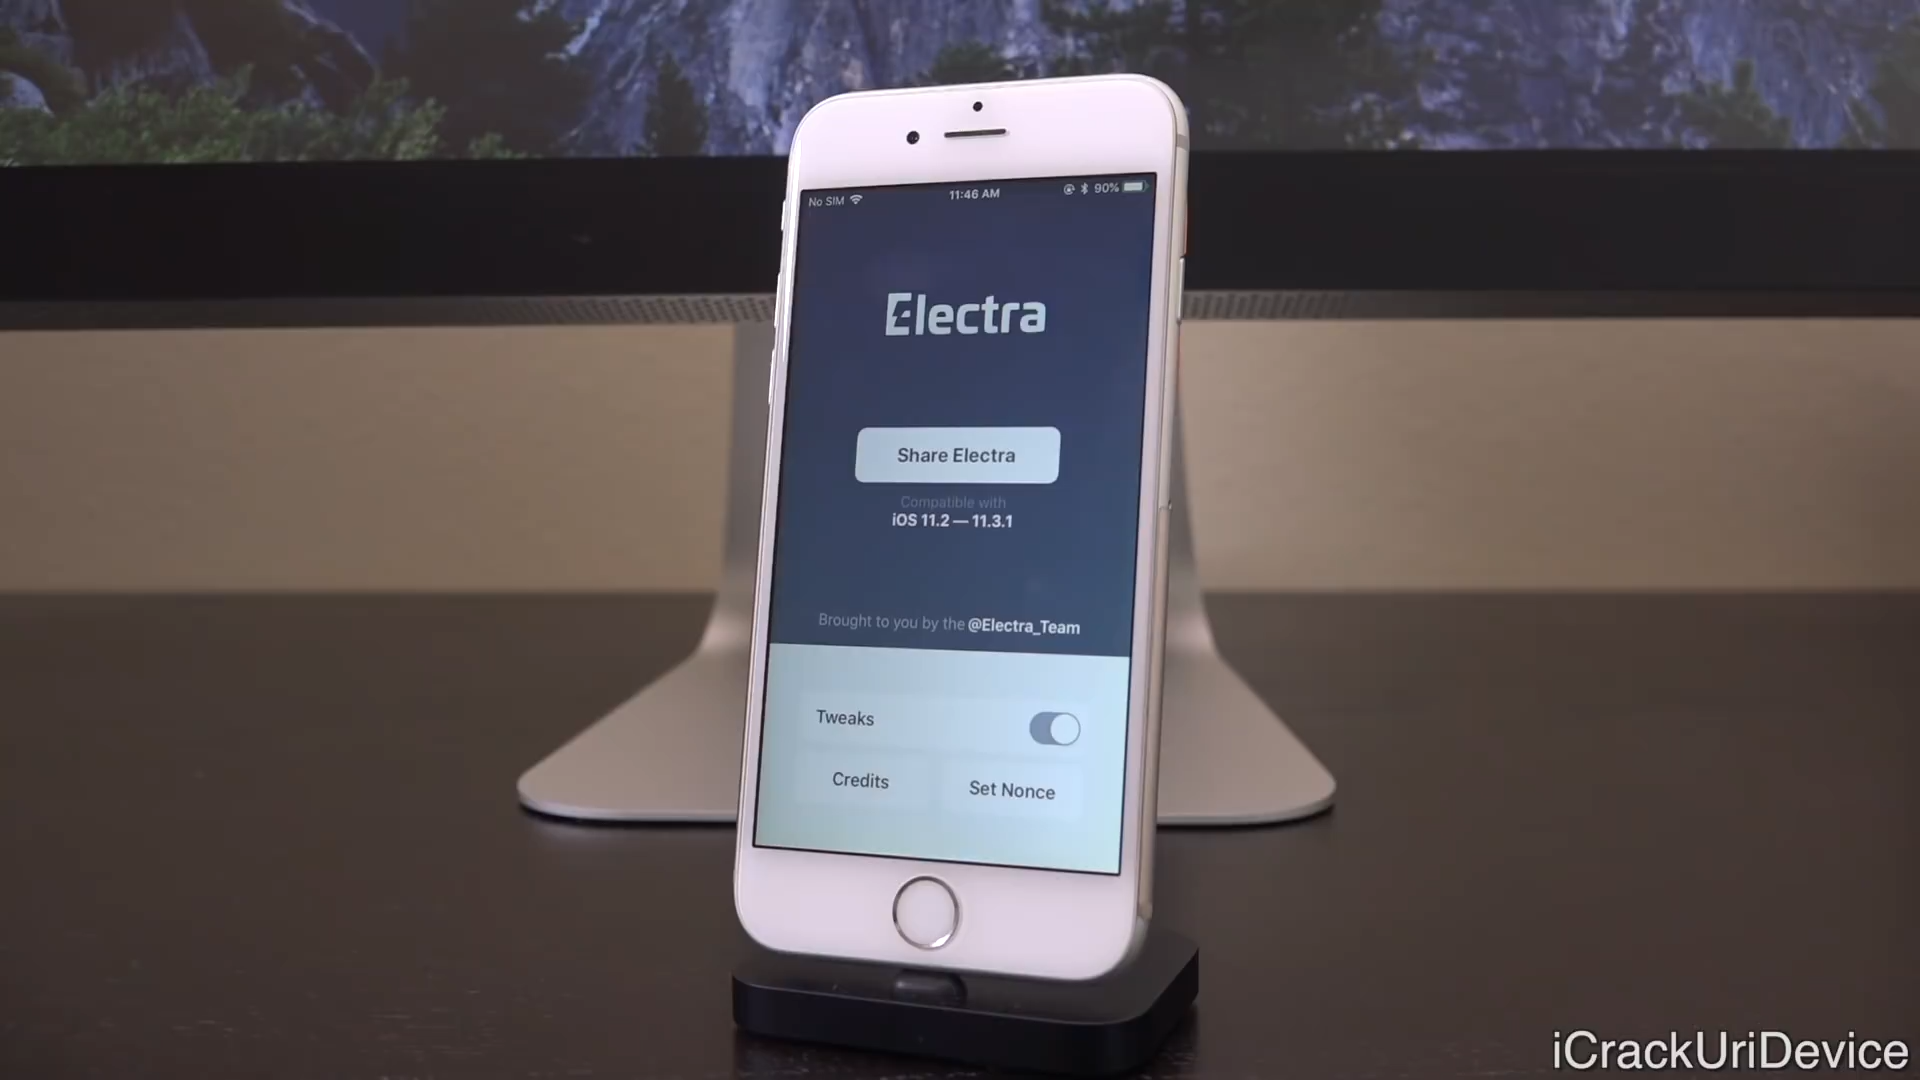 No SIM 11:46 AM 90%
Electra
Share Electra
Compatible with
iOS 11.2 — 11.3.1
Brought to you by the @Electra_Team
Tweaks
Credits Set Nonce
iCrackUriDevice